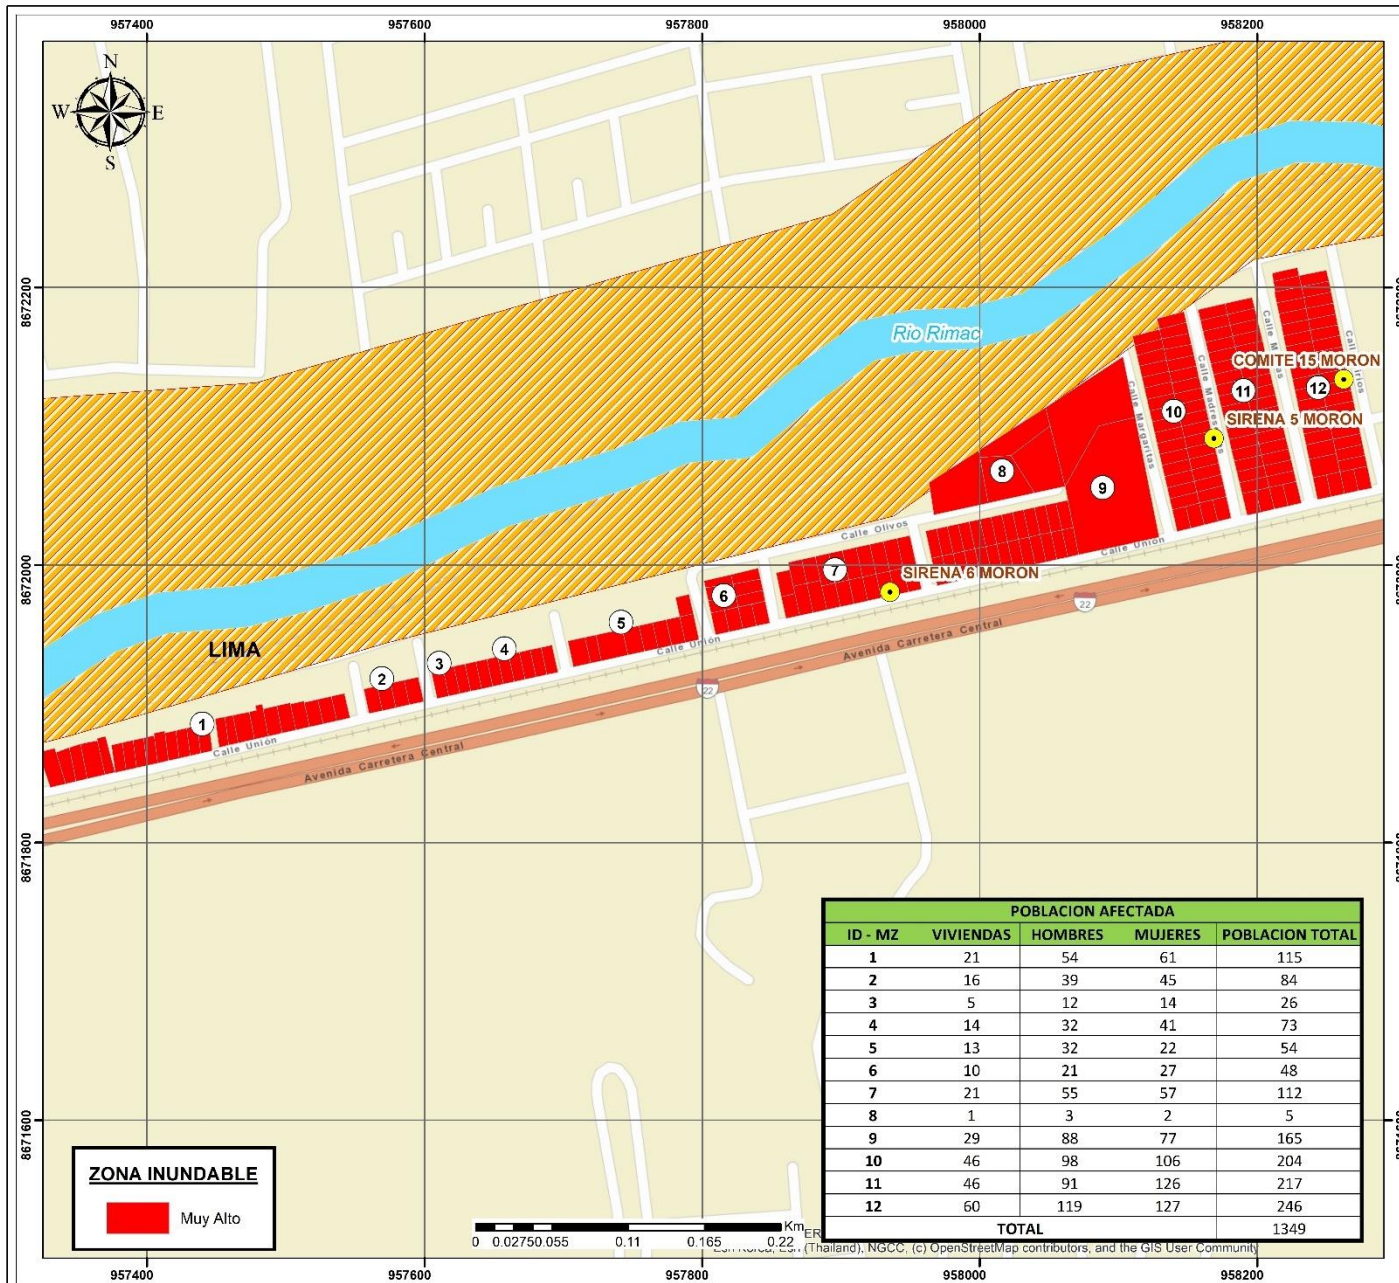 957400 957600 957800 958000 958200
N
W E
S
8672200
8672000
8671800
8671600
Rio Rimac
COMITE 15 MORON
12
11
10
SIRENA 5 MORON
Calle Margaritas
8
9
Calle Olivos
Calle Unión
7
SIRENA 6 MORON
6
22
5
Calle Unión
Avenida Carretera Central
LIMA
4
3
2
22
1
Calle Unión
Avenida Carretera Central
POBLACION AFECTADA
ID - MZ VIVIENDAS HOMBRES MUJERES POBLACION TOTAL
1 21 54 61 115
2 16 39 45 84
3 5 12 14 26
4 14 32 41 73
5 13 32 22 54
6 10 21 27 48
7 21 55 57 112
8 1 3 2 5
9 29 88 77 165
10 46 98 106 204
11 46 91 126 217
12 60 119 127 246
TOTAL 1349
ZONA INUNDABLE
Muy Alto
Km
0 0.02750.055 0.11 0.165 0.22
(Thailand), NGCC, (c) OpenStreetMap contributors, and the GIS User Community
957400 957600 957800 958000 958200